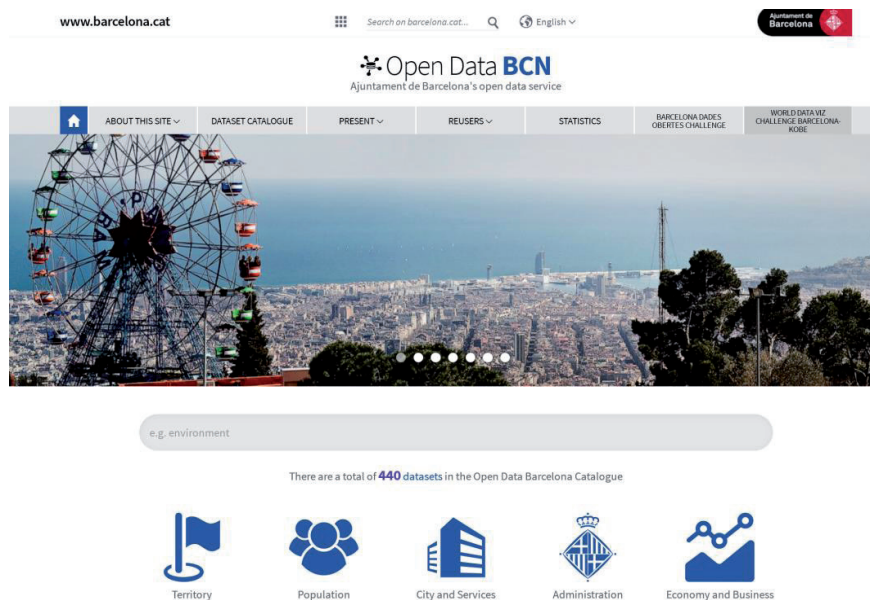 www.barcelona.cat
Search on barcelona.cat...
English
Ajuntament de
Barcelona
Open Data BCN
Ajuntament de Barcelona's open data service
ABOUT THIS SITE
DATASET CATALOGUE
PRESENT
REUSERS
STATISTICS
BARCELONA DADES
OBERTES CHALLENGE
WORLD DATA VIZ
CHALLENGE BARCELONA-
KOBE
e.g. environment
There are a total of 440 datasets in the Open Data Barcelona Catalogue
Territory
Population
City and Services
Administration
Economy and Business